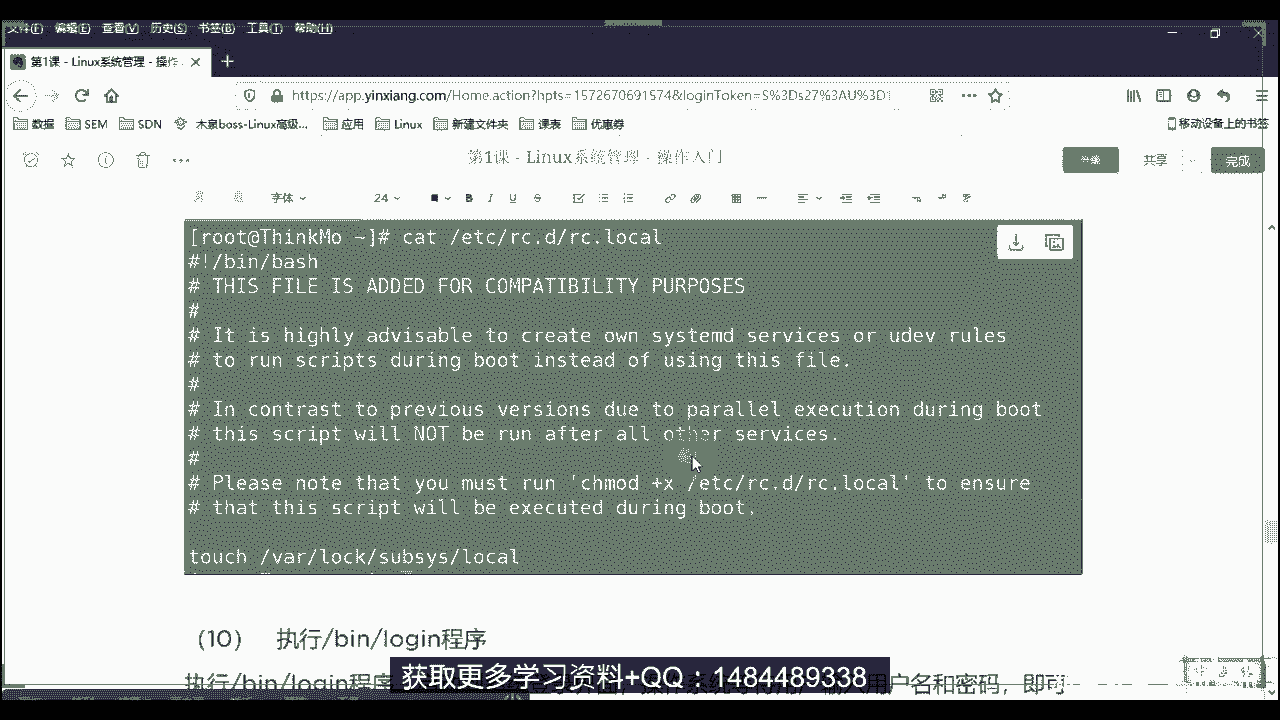 文件(F) 编辑(E) 查看(V) 历史(S) 书签(B) 工具(T) 帮助(H)
第1课 - Linux系统管理 - 操作
https://app.yinxiang.com/Home.action?hpts=1572670691574&loginToken=S%3Ds27%3AU%3D1
数据 SEM SDN 木泉boss-Linux高级... 应用 Linux 新建文件夹 课表 优惠券 移动设备上的书签
第1课 - Linux系统管理 - 操作入门
共享 完成
字体 24 B I U S
[root@ThinkMo ~]# cat /etc/rc.d/rc.local
#!/bin/bash
# THIS FILE IS ADDED FOR COMPATIBILITY PURPOSES
#
# It is highly advisable to create own systemd services or udev rules
# to run scripts during boot instead of using this file.
#
# In contrast to previous versions due to parallel execution during boot
# this script will NOT be run after all other services.
#
# Please note that you must run 'chmod +x /etc/rc.d/rc.local' to ensure
# that this script will be executed during boot.
touch /var/lock/subsys/local
（10） 执行/bin/login程序
执行/bin/login程序
用户名和密码，即可
获取更多学习资料+QQ：1484489338